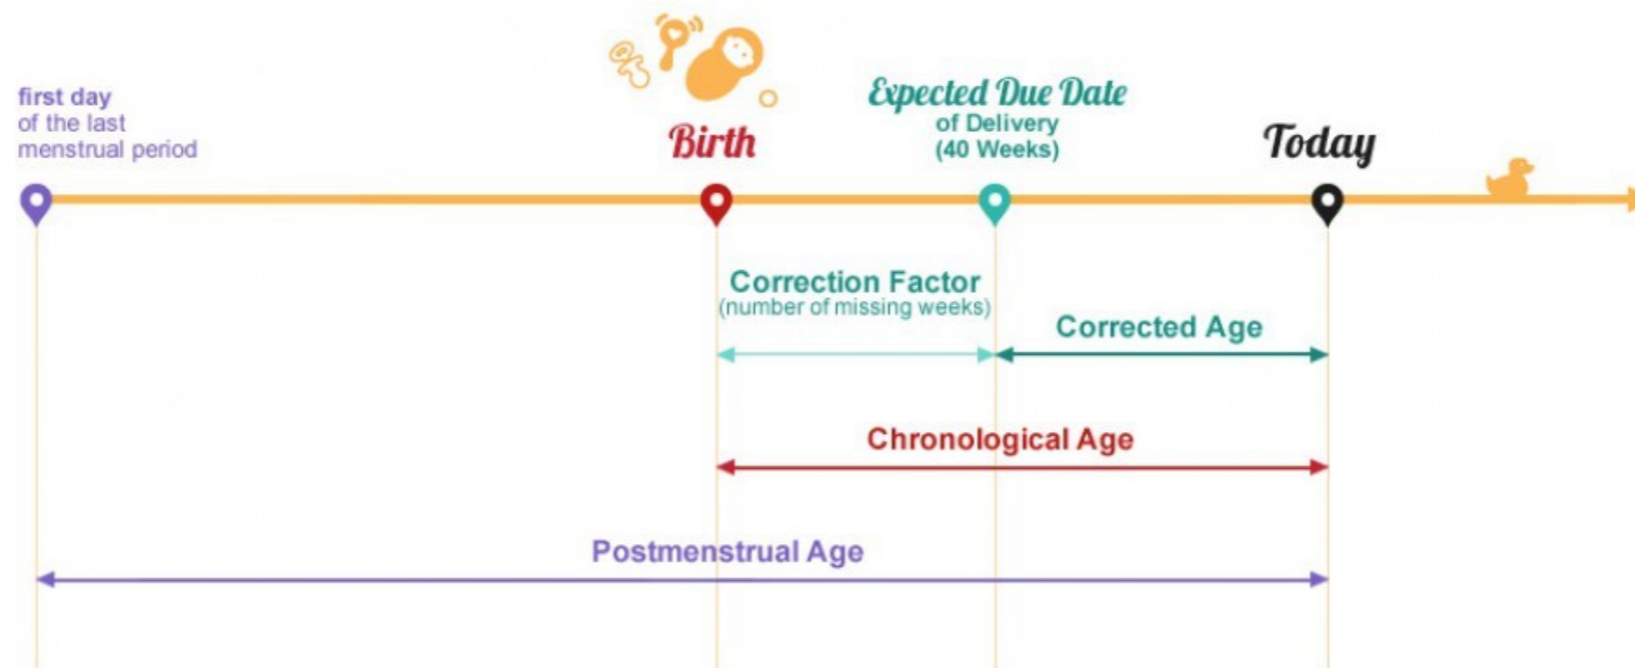 first day
of the last
menstrual period
Birth
Expected Due Date
of Delivery
(40 Weeks)
Today
Correction Factor
(number of missing weeks)
Corrected Age
Chronological Age
Postmenstrual Age